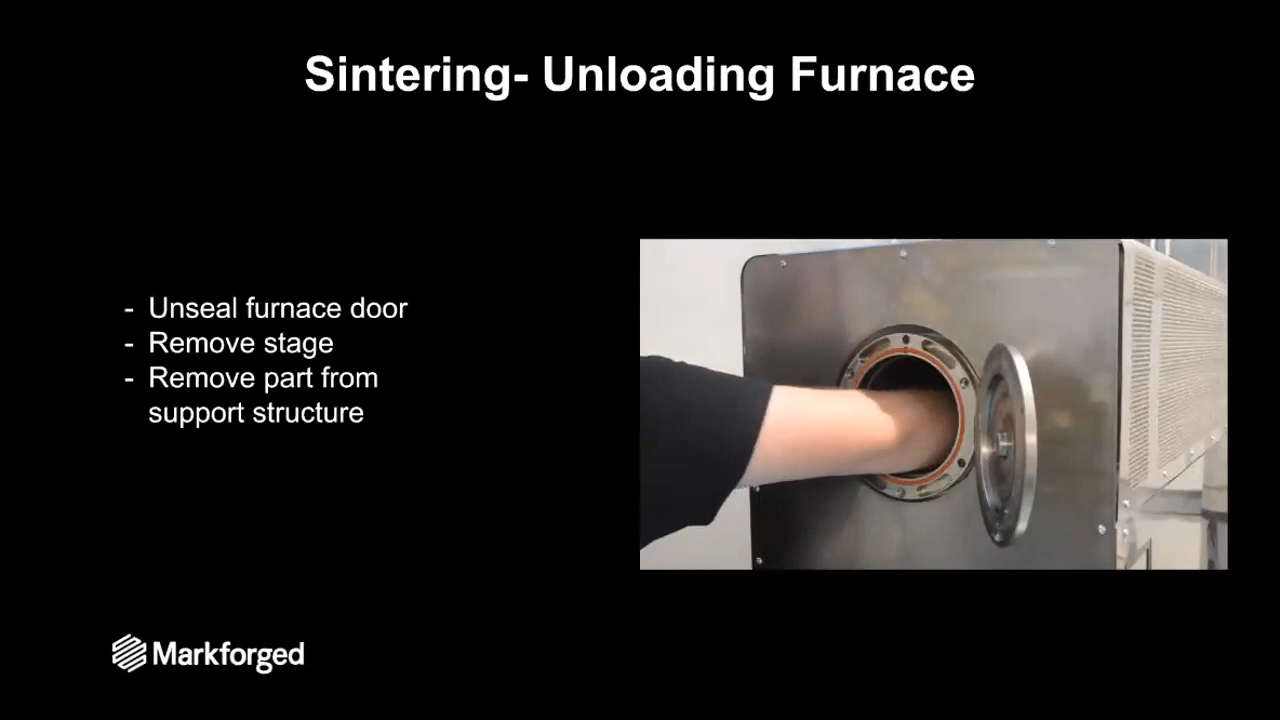 Sintering- Unloading Furnace
- Unseal furnace door
- Remove stage
- Remove part from
support structure
Markforged